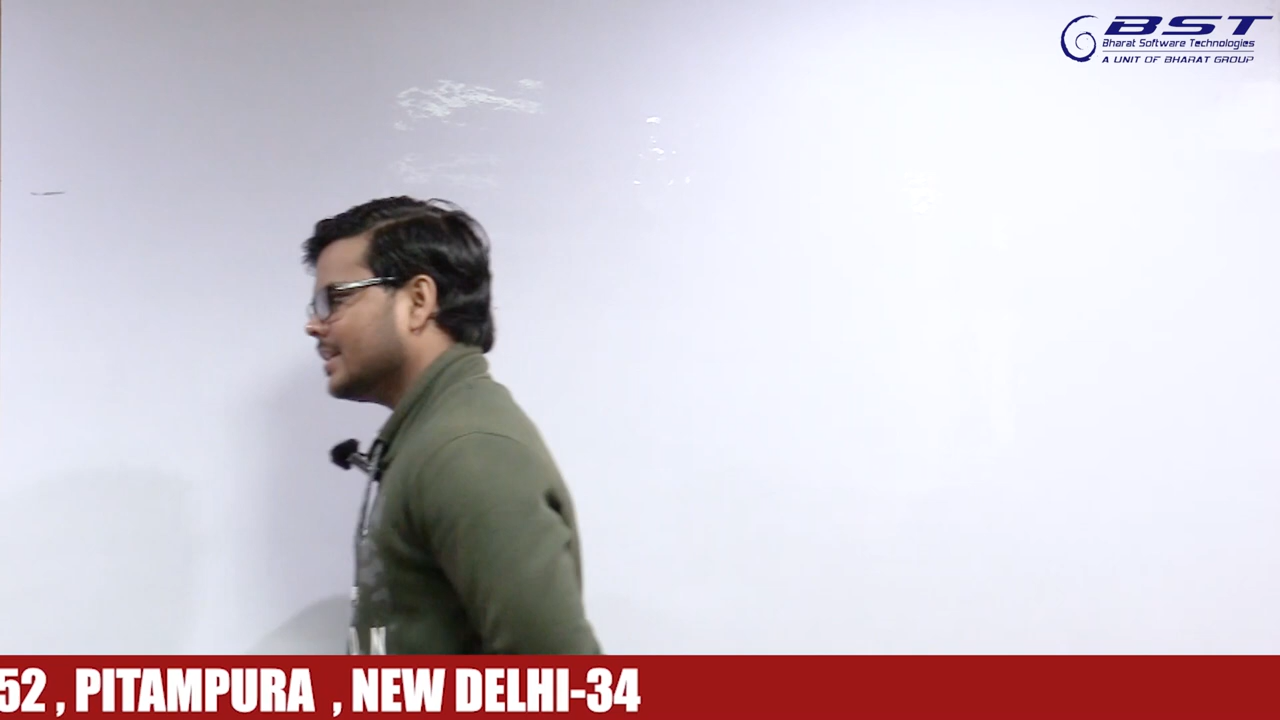 BST
Bharat Software Technologies
A UNIT OF BHARAT GROUP
52 , PITAMPURA , NEW DELHI-34